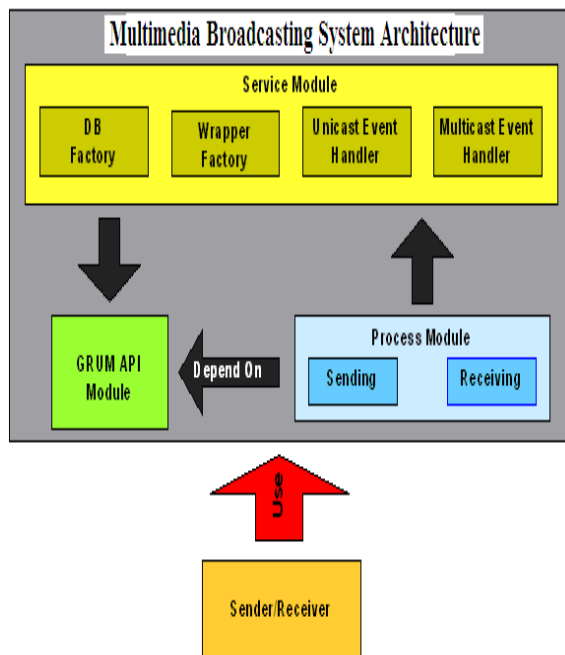 Multimedia Broadcasting System Architecture
Service Module
DB
Factory
Wrapper
Factory
Unicast Event
Handler
Multicast Event
Handler
GRUM API
Module
Depend On
Process Module
Sending
Receiving
Use
Sender/Receiver